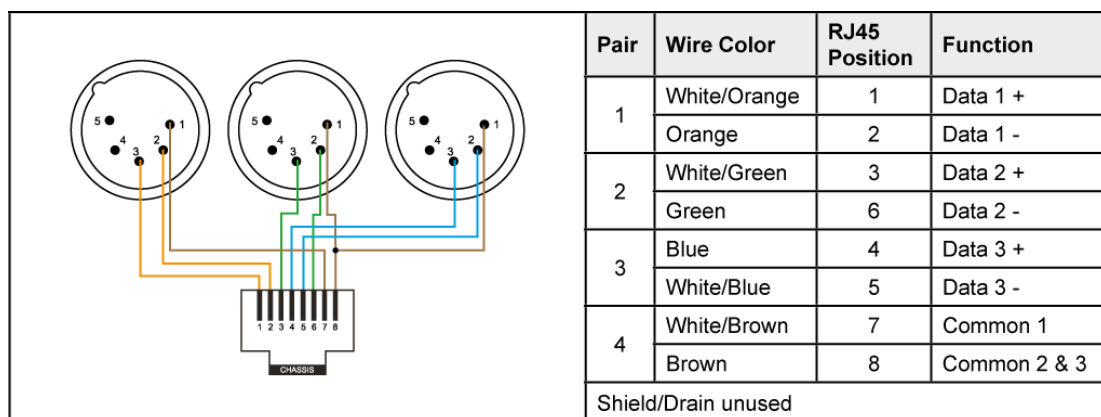 5 1
4 2
3
5 1
4 2
3
5 1
4 2
3
1 2 3 4 5 6 7 8
CHASSIS
Pair Wire Color RJ45 Position Function
1 White/Orange 1 Data 1 +
Orange 2 Data 1 -
2 White/Green 3 Data 2 +
Green 6 Data 2 -
3 Blue 4 Data 3 +
White/Blue 5 Data 3 -
4 White/Brown 7 Common 1
Brown 8 Common 2 & 3
Shield/Drain unused